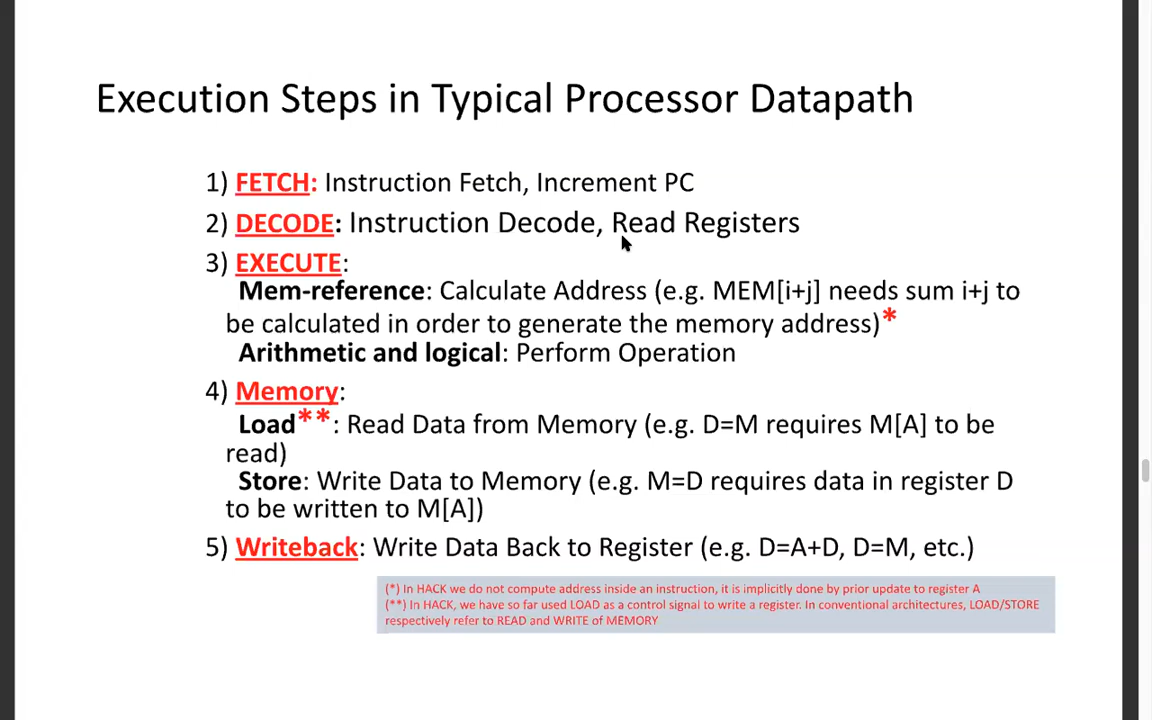 Execution Steps in Typical Processor Datapath
1) FETCH: Instruction Fetch, Increment PC
2) DECODE: Instruction Decode, Read Registers
3) EXECUTE:
Mem-reference: Calculate Address (e.g. MEM[i+j] needs sum i+j to
be calculated in order to generate the memory address)*
Arithmetic and logical: Perform Operation
4) Memory:
Load**: Read Data from Memory (e.g. D=M requires M[A] to be
read)
Store: Write Data to Memory (e.g. M=D requires data in register D
to be written to M[A])
5) Writeback: Write Data Back to Register (e.g. D=A+D, D=M, etc.)
(*) In HACK we do not compute address inside an instruction, it is implicitly done by prior update to register A
(**) In HACK, we have so far used LOAD as a control signal to write a register. In conventional architectures, LOAD/STORE
respectively refer to READ and WRITE of MEMORY